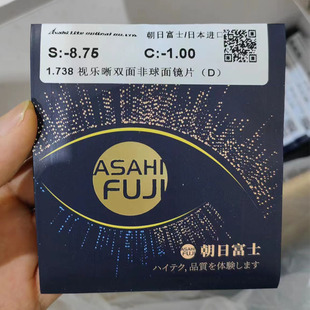 Asahi Lite Optical Co.,LTD. 朝日富士/日本进口
S:-8.75 C:-1.00
1.738 视乐晰双面非球面镜片（D）
ASAHI
FUJI
ASAHI
FUJI
朝日富士
ハイテク,品質を体験します